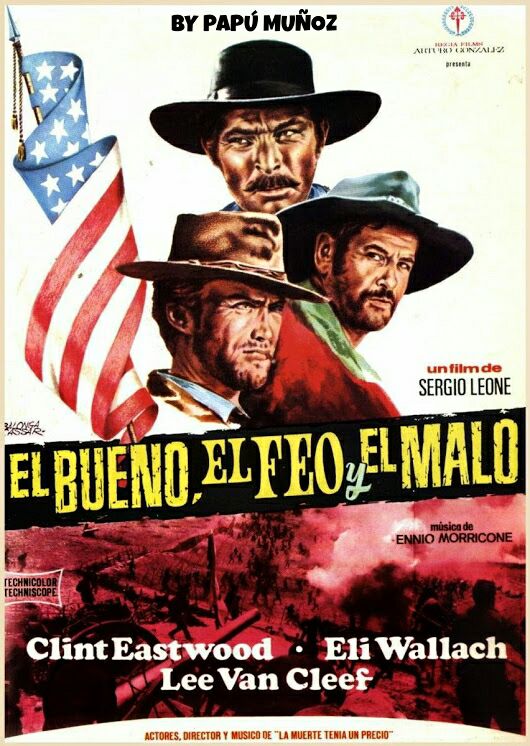 BY PAPÚ MUÑOZ
REGIA FILMS
ARTURO GONZALEZ
presenta
un film de
SERGIO LEONE
EL BUENO, EL FEO y EL MALO
música de
ENNIO MORRICONE
TECHNICOLOR
TECHNISCOPE
Clint Eastwood · Eli Wallach
Lee Van Cleef
ACTORES, DIRECTOR Y MUSICO DE "LA MUERTE TENIA UN PRECIO"